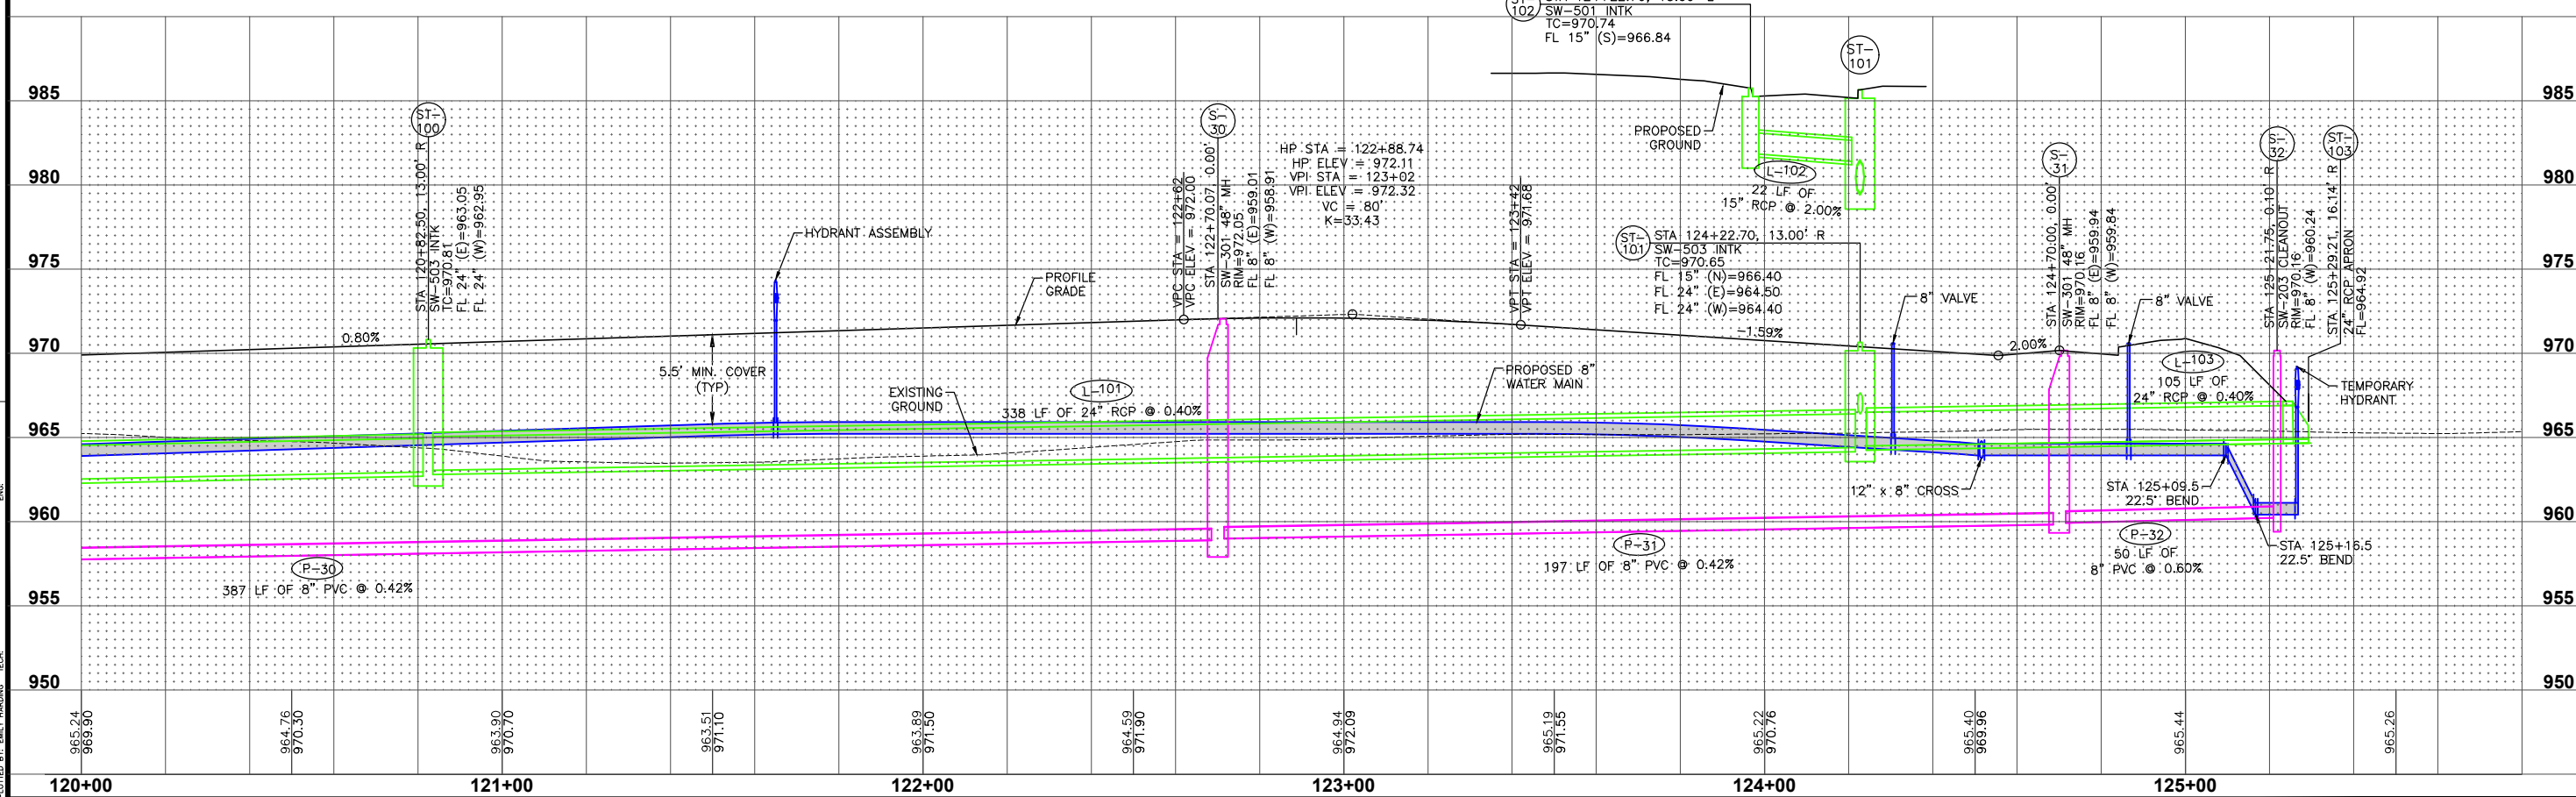 102
SW-501 INTK
TC=970.74
FL 15" (S)=966.84
ST-
101
985
985
980
980
975
975
970
970
965
965
960
960
955
955
950
950
ST-
100
STA 120+82.50, 13.00' R
SW-503 INTK
TC=970.81
FL 24" (E)=963.05
FL 24" (W)=962.95
0.80%
HYDRANT ASSEMBLY
5.5' MIN. COVER
(TYP)
EXISTING
GROUND
PROFILE
GRADE
L-101
338 LF OF 24" RCP @ 0.40%
VPC STA = 122+62
VPC ELEV = 972.00
S-
30
STA 122+70.07, 0.00'
SW-301 48" MH
RIM=972.05
FL 8" (E)=959.01
FL 8" (W)=958.91
HP STA = 122+88.74
HP ELEV = 972.11
VPI STA = 123+02
VPI ELEV = 972.32
VC = 80'
K=33.43
VPT STA = 123+42
VPT ELEV = 971.68
PROPOSED
GROUND
L-102
22 LF OF
15" RCP @ 2.00%
ST-
101
STA 124+22.70, 13.00' R
SW-503 INTK
TC=970.65
FL 15" (N)=966.40
FL 24" (E)=964.50
FL 24" (W)=964.40
-1.59%
PROPOSED 8"
WATER MAIN
8" VALVE
2.00%
12" x 8" CROSS
S-
31
STA 124+70.00, 0.00'
SW-301 48" MH
RIM=970.16
FL 8" (E)=959.94
FL 8" (W)=959.84
8" VALVE
L-103
105 LF OF
24" RCP @ 0.40%
S-
32
STA 125+21.75, 0.10' R
SW-203 CLEANOUT
RIM=970.16
FL 8" (W)=960.24
ST-
103
STA 125+29.21, 16.14' R
24" RCP APRON
FL=964.92
TEMPORARY
HYDRANT
STA 125+09.5
22.5° BEND
STA 125+16.5
22.5° BEND
P-30
387 LF OF 8" PVC @ 0.42%
P-31
197 LF OF 8" PVC @ 0.42%
P-32
50 LF OF
8" PVC @ 0.60%
965.24
969.90
964.76
970.30
963.90
970.70
963.51
971.10
963.89
971.50
964.59
971.90
964.94
972.09
965.19
971.55
965.22
970.76
965.40
969.96
965.44
965.26
120+00
121+00
122+00
123+00
124+00
125+00